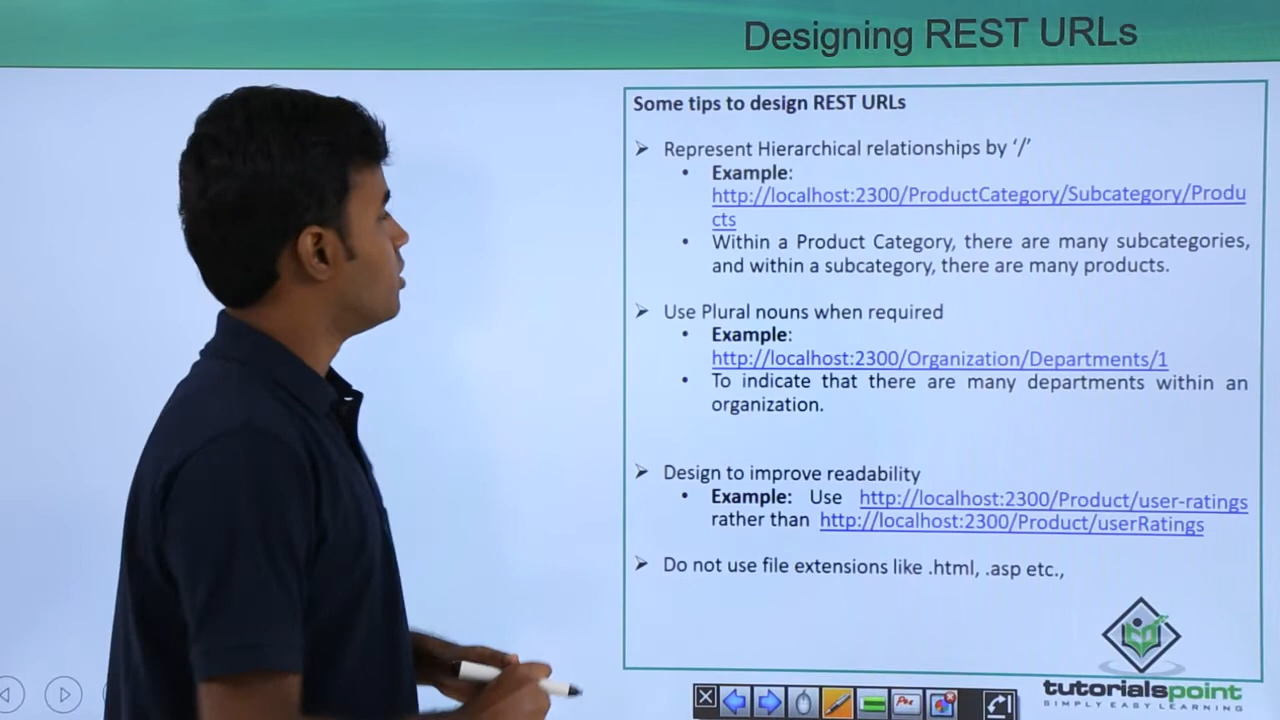 Designing REST URLs
Some tips to design REST URLs
➢ Represent Hierarchical relationships by ‘/’
• Example:
http://localhost:2300/ProductCategory/Subcategory/Produ
cts
• Within a Product Category, there are many subcategories,
and within a subcategory, there are many products.
➢ Use Plural nouns when required
• Example:
http://localhost:2300/Organization/Departments/1
• To indicate that there are many departments within an
organization.
➢ Design to improve readability
• Example: Use http://localhost:2300/Product/user-ratings
rather than http://localhost:2300/Product/userRatings
➢ Do not use file extensions like .html, .asp etc.,
tutorialspoint
SIMPLY EASY LEARNING